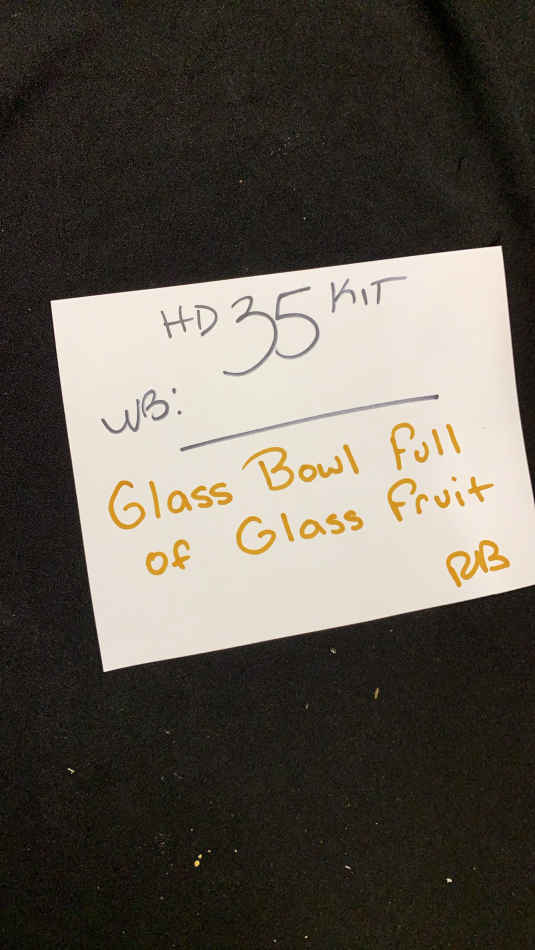 HD 35 KIT
WB:
Glass Bowl Full
of Glass Fruit
RB